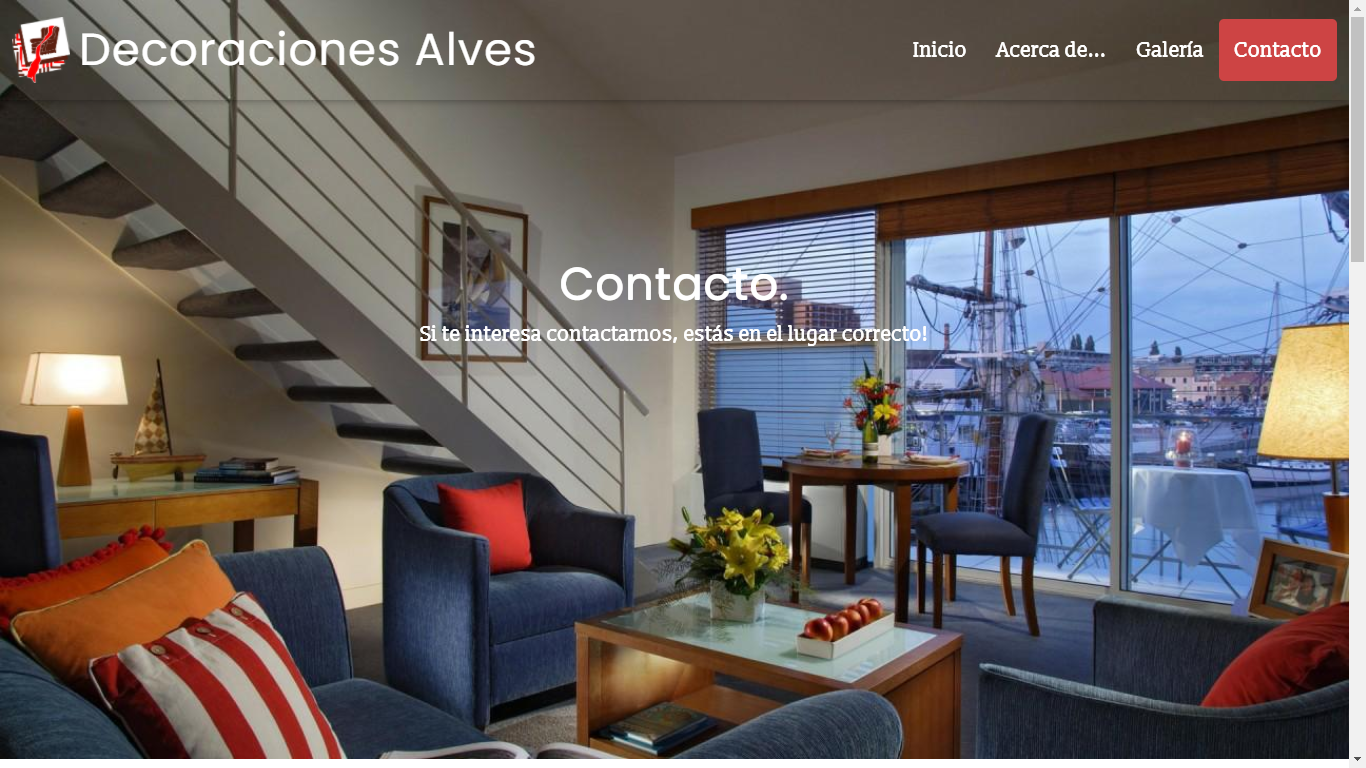 Decoraciones Alves
Inicio
Acerca de...
Galería
Contacto
Contacto.
Si te interesa contactarnos, estás en el lugar correcto!